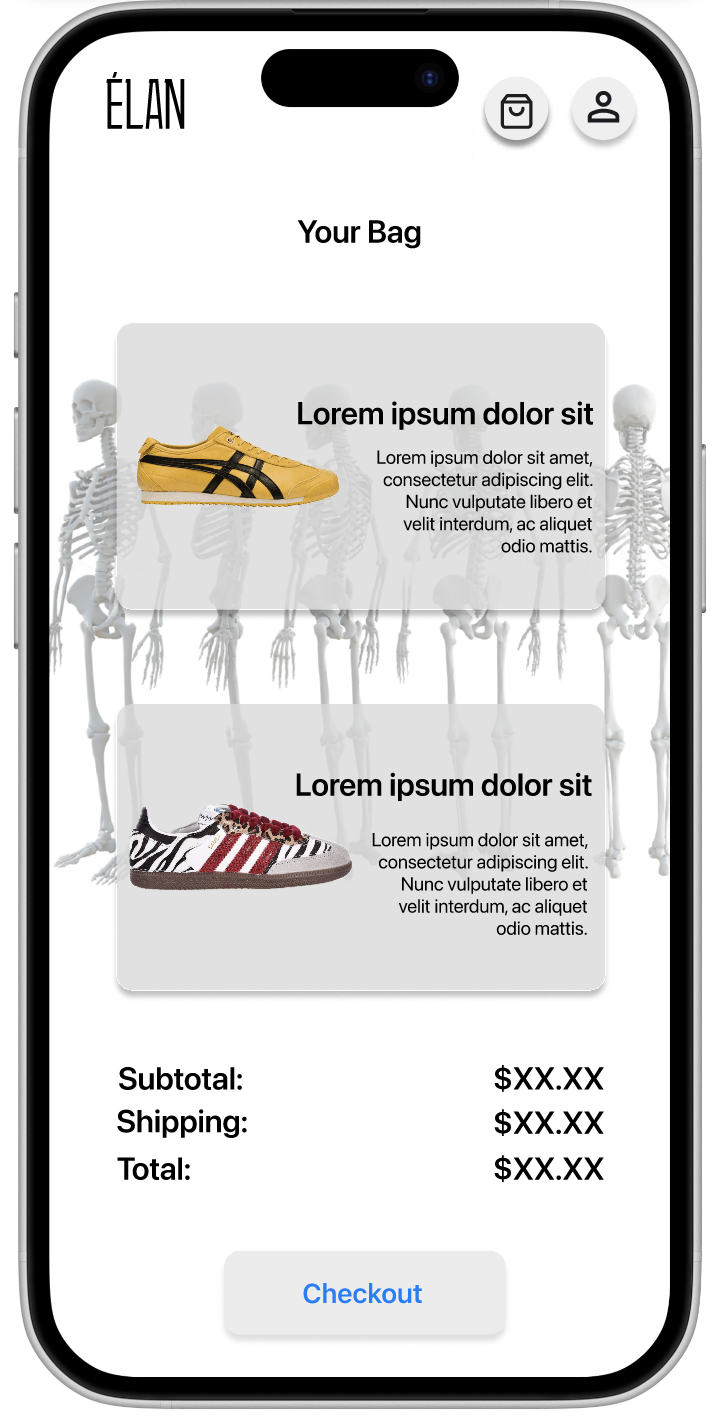 ÉLAN
Your Bag
Lorem ipsum dolor sit
Lorem ipsum dolor sit amet,
consectetur adipiscing elit.
Nunc vulputate libero et
velit interdum, ac aliquet
odio mattis.
Lorem ipsum dolor sit
Lorem ipsum dolor sit amet,
consectetur adipiscing elit.
Nunc vulputate libero et
velit interdum, ac aliquet
odio mattis.
Subtotal: $XX.XX
Shipping: $XX.XX
Total: $XX.XX
Checkout